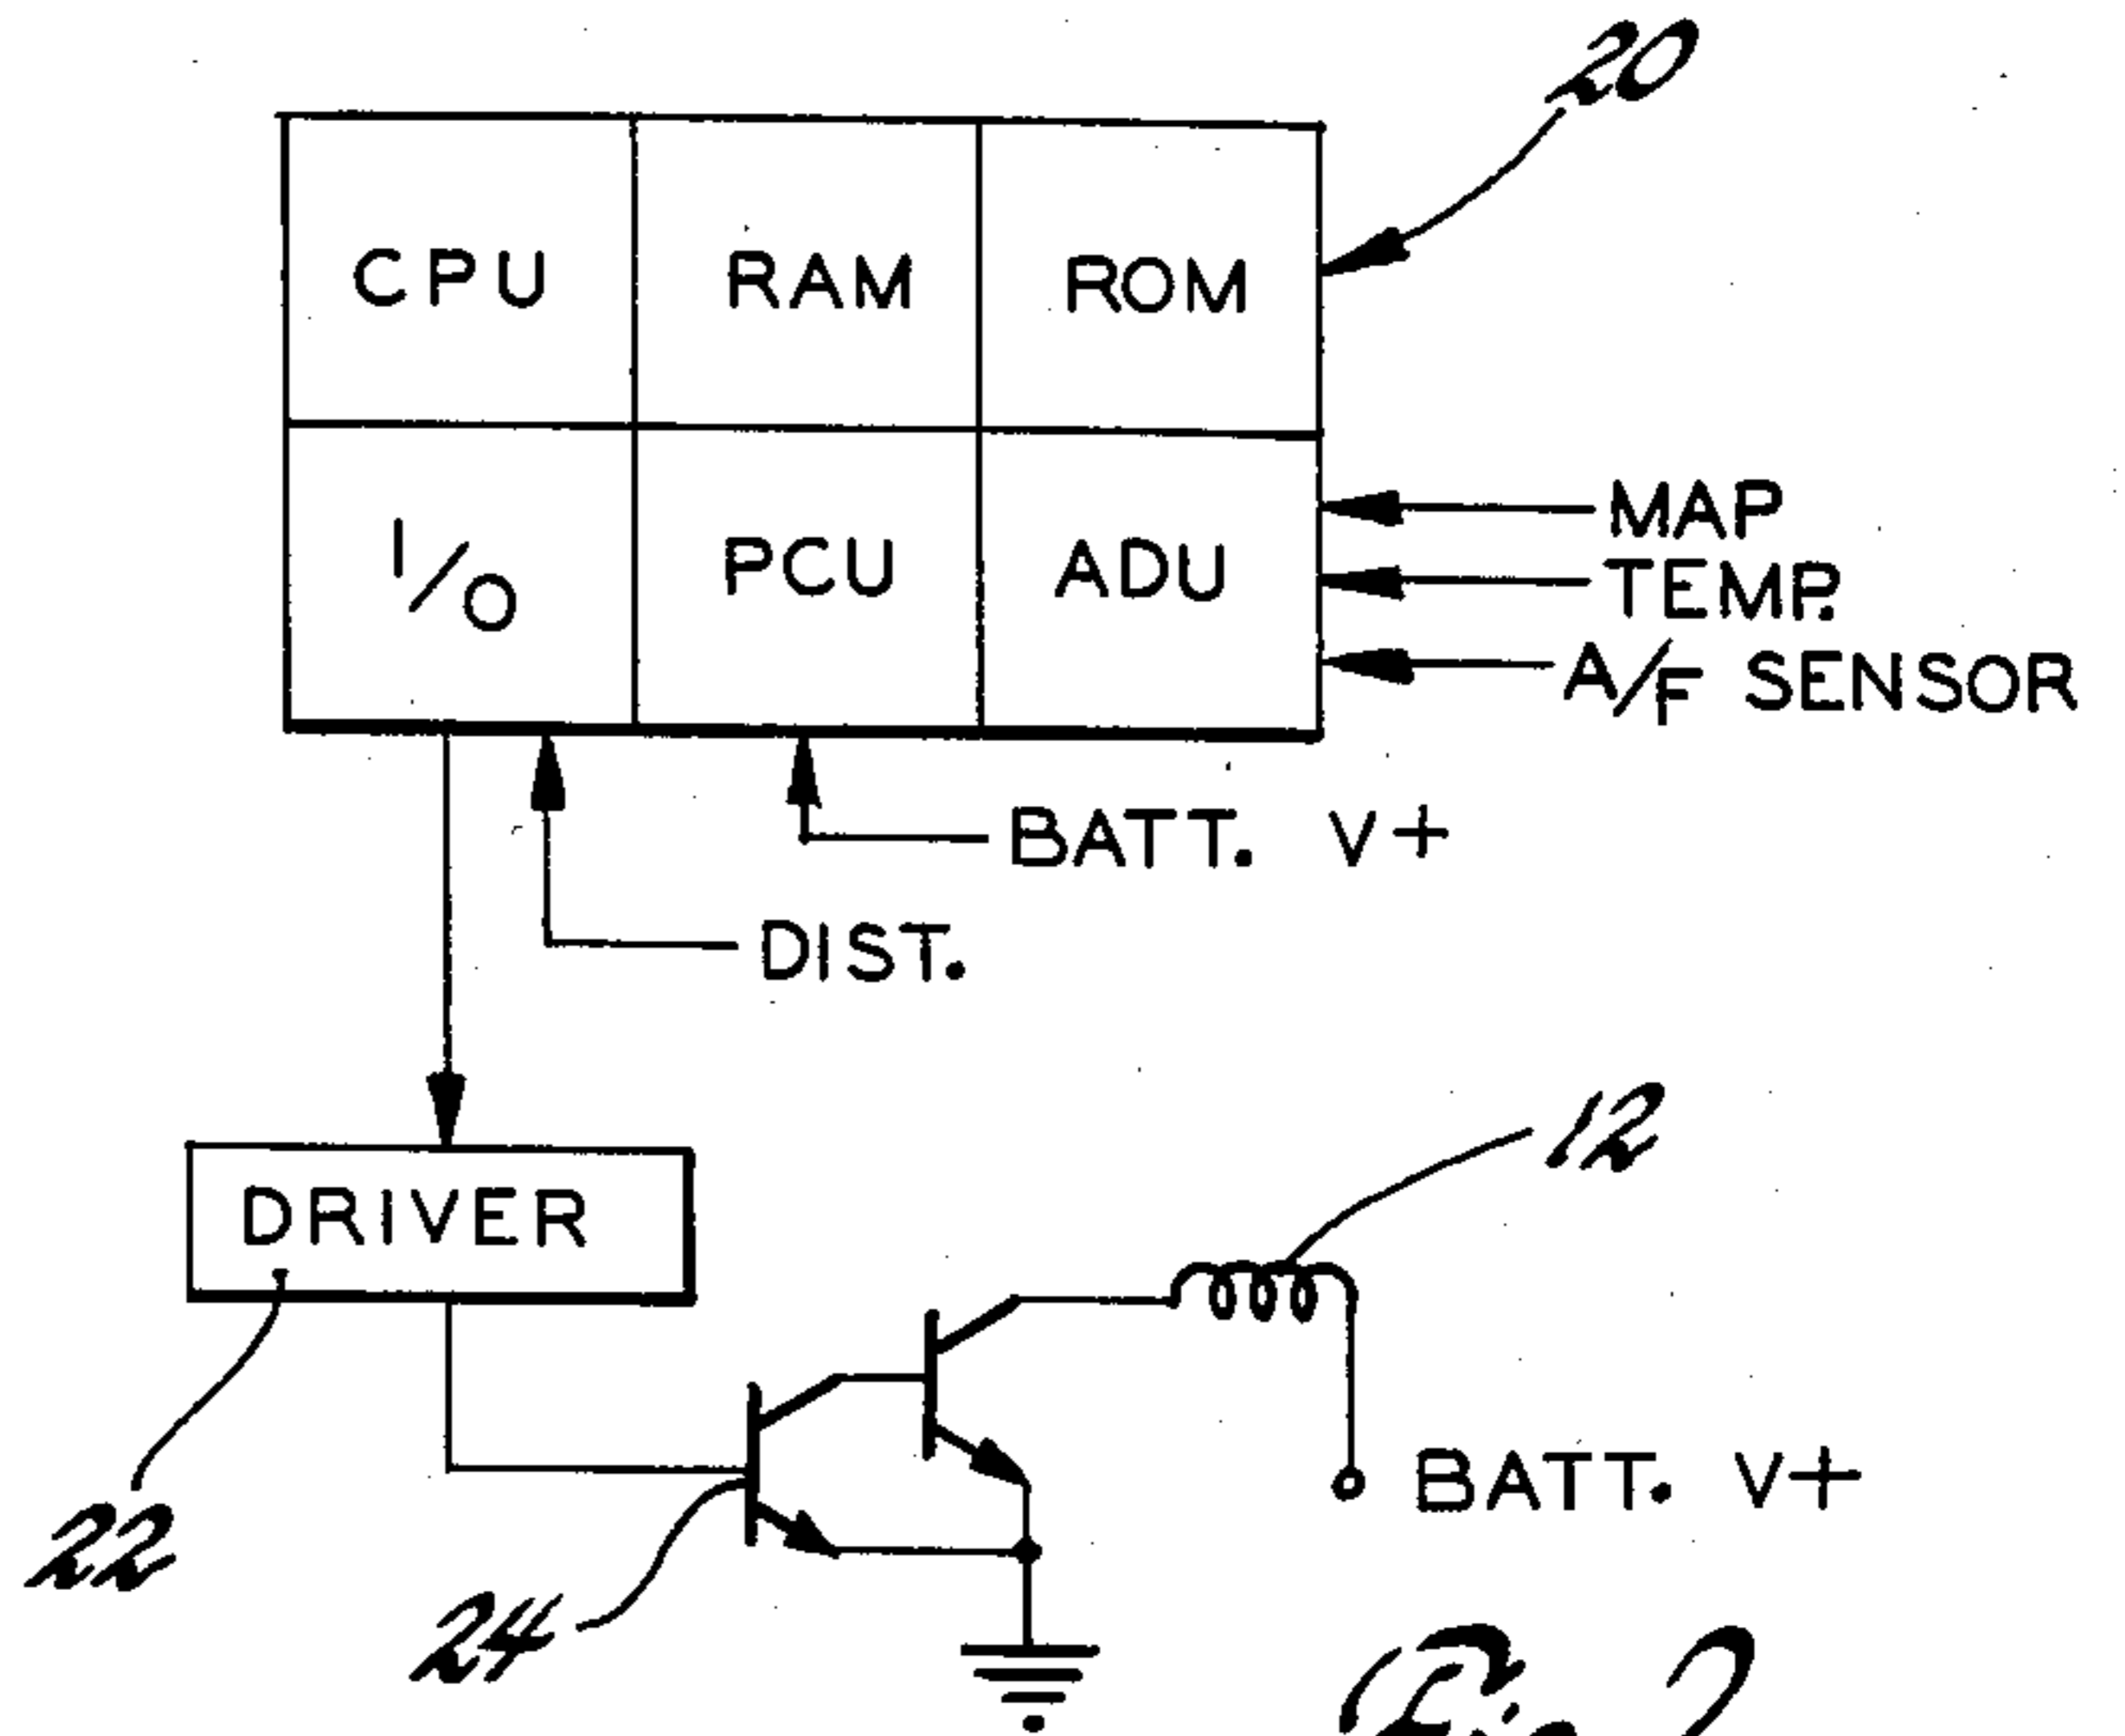 20
CPU RAM ROM
I/O PCU ADU
MAP
TEMP.
A/F SENSOR
BATT. V+
DIST.
DRIVER
12
BATT. V+
22
24